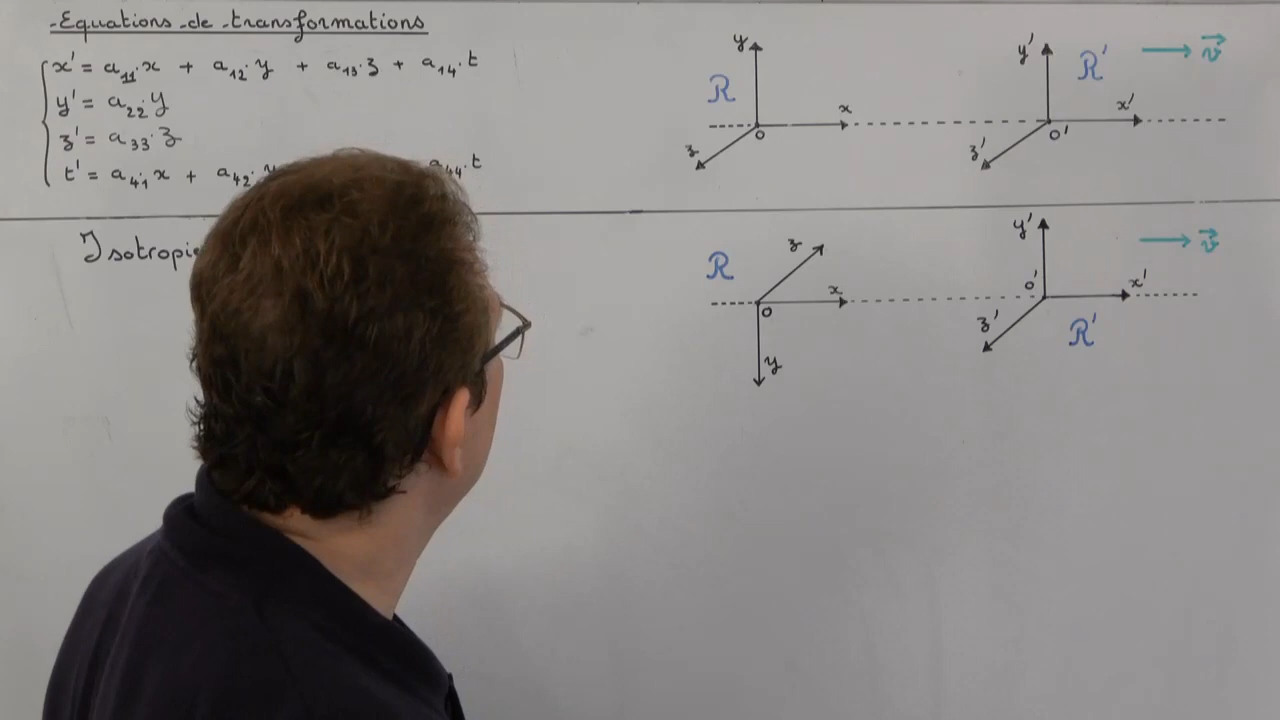 Equations de transformations
x' = a₁₁.x + a₁₂.y + a₁₃.z + a₁₄.t
y' = a₂₂.y
z' = a₃₃.z
t' = a₄₁.x + a₄₂.y a₄₄.t
y
R
x
O
z
y'
R'
v
x'
O'
z'
Isotropie
R
z
x
O
y
y'
v
O'
x'
z'
R'